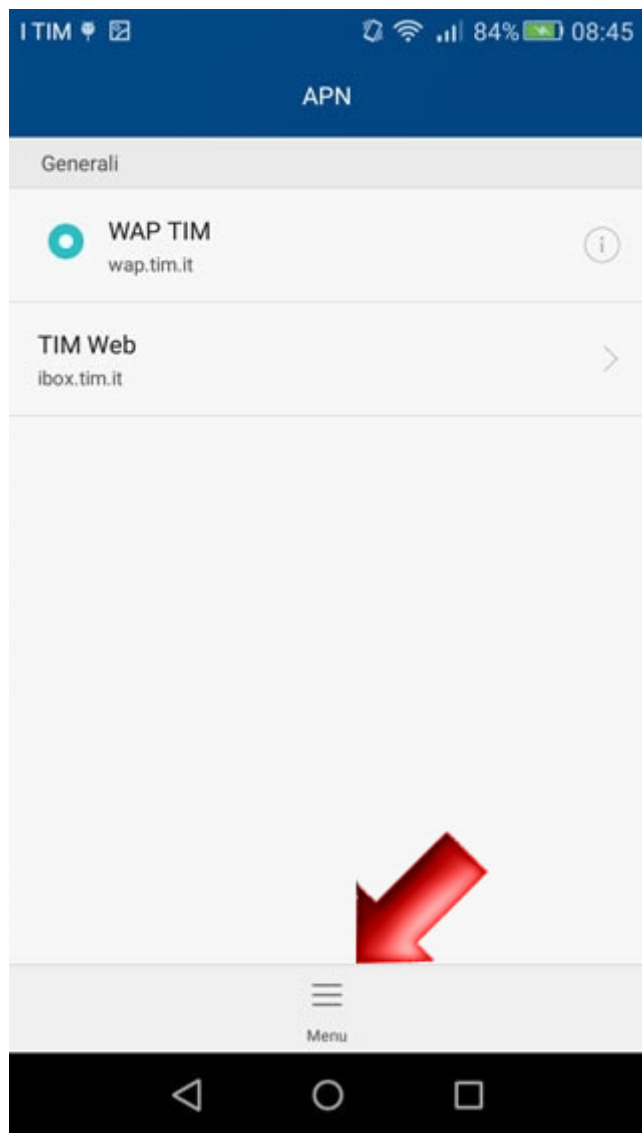 I TIM 84% 08:45
APN
Generali
WAP TIM
wap.tim.it
TIM Web
ibox.tim.it
Menu